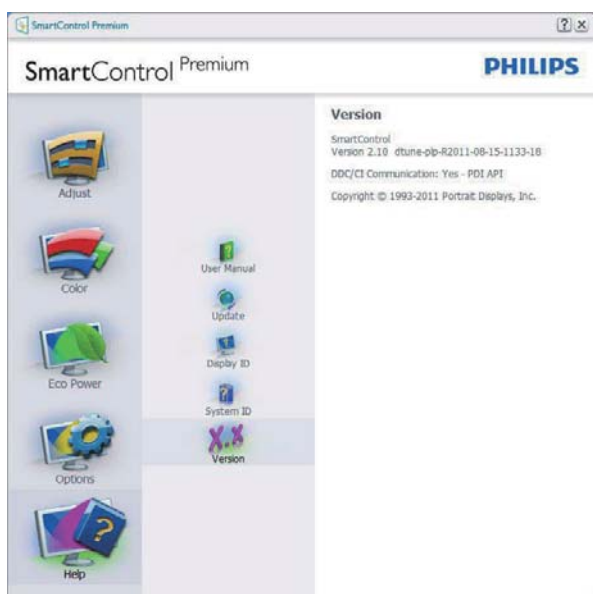 SmartControl Premium
SmartControl Premium
PHILIPS
Adjust
Color
Eco Power
Options
Help
User Manual
Update
Display ID
System ID
X.X
Version
Version
SmartControl
Version 2.10 dtune-plp-R2011-08-15-1133-18
DDC/CI Communication: Yes - PDI API
Copyright © 1993-2011 Portrait Displays, Inc.